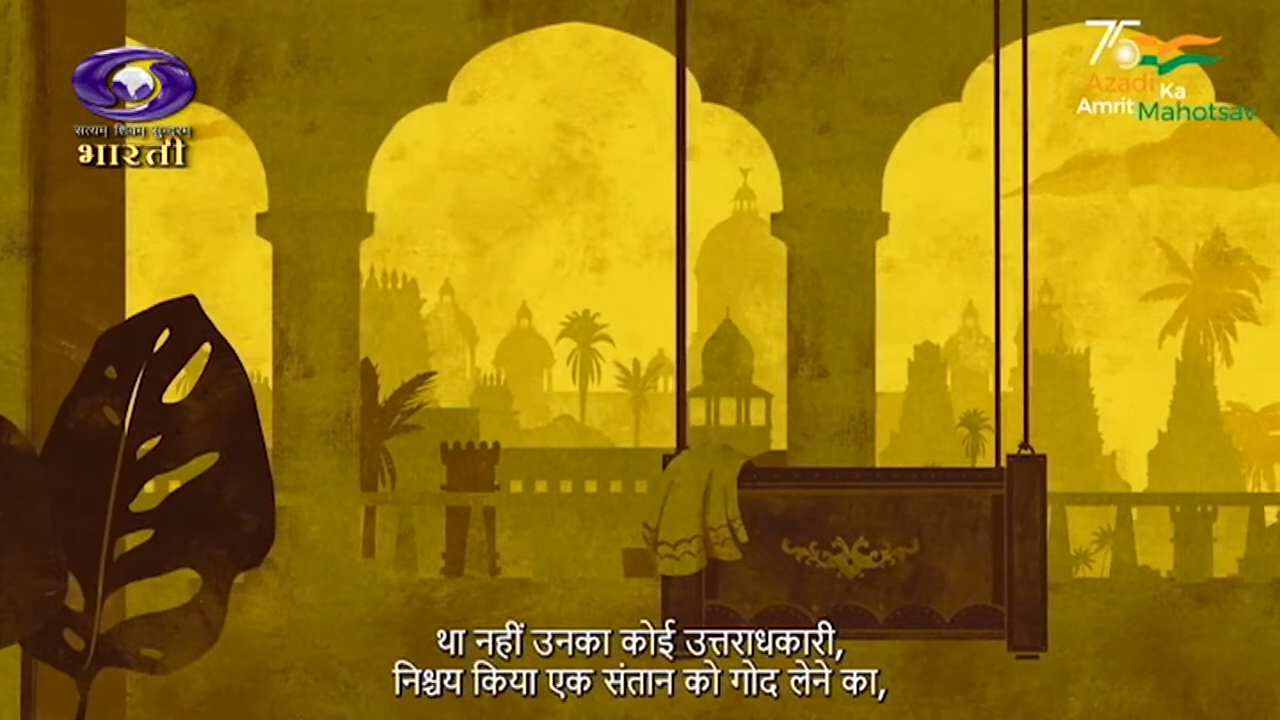 सत्यम् शिवम् सुन्दरम्
भारती
75
Azadi Ka
Amrit Mahotsav
था नहीं उनका कोई उत्तराधकारी,
निश्चय किया एक संतान को गोद लेने का,